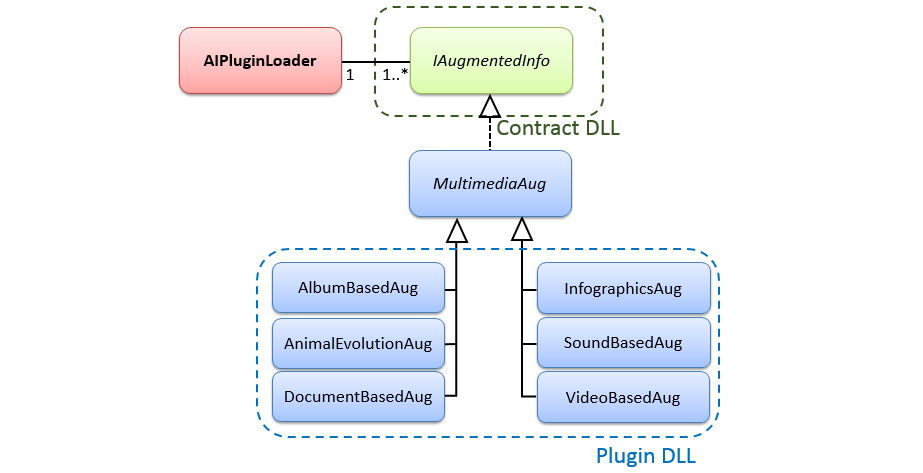 AIPluginLoader
1
1..*
IAugmentedInfo
Contract DLL
MultimediaAug
AlbumBasedAug
AnimalEvolutionAug
DocumentBasedAug
InfographicsAug
SoundBasedAug
VideoBasedAug
Plugin DLL